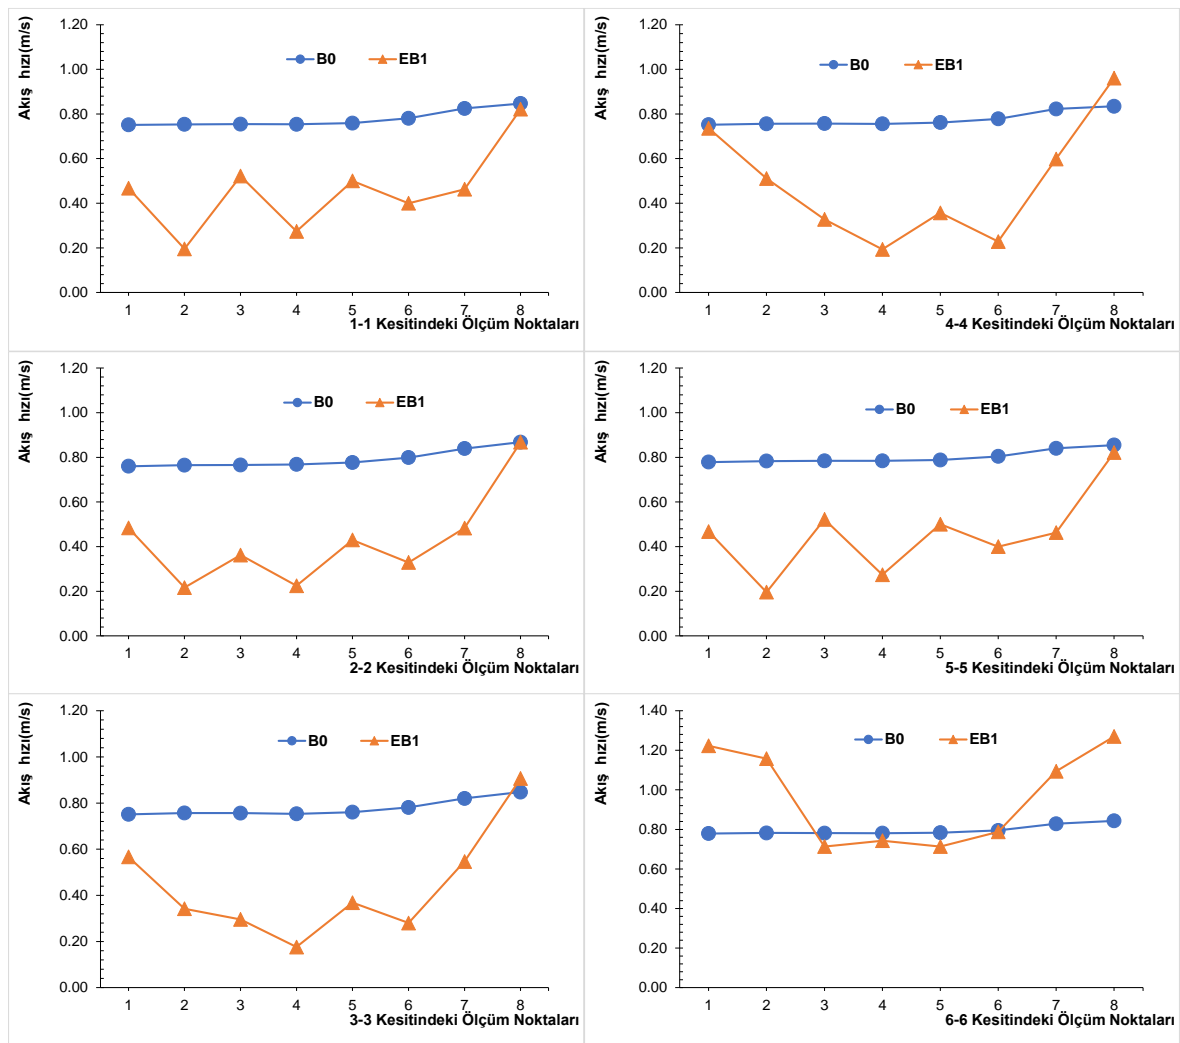 Akış hızı(m/s)
1.20
1.00
0.80
0.60
0.40
0.20
0.00
B0 EB1
1 2 3 4 5 6 7 8
1-1 Kesitindeki Ölçüm Noktaları
Akış hızı(m/s)
1.20
1.00
0.80
0.60
0.40
0.20
0.00
B0 EB1
1 2 3 4 5 6 7 8
4-4 Kesitindeki Ölçüm Noktaları
Akış hızı(m/s)
1.20
1.00
0.80
0.60
0.40
0.20
0.00
B0 EB1
1 2 3 4 5 6 7 8
2-2 Kesitindeki Ölçüm Noktaları
Akış hızı(m/s)
1.20
1.00
0.80
0.60
0.40
0.20
0.00
B0 EB1
1 2 3 4 5 6 7 8
5-5 Kesitindeki Ölçüm Noktaları
Akış hızı(m/s)
1.20
1.00
0.80
0.60
0.40
0.20
0.00
B0 EB1
1 2 3 4 5 6 7 8
3-3 Kesitindeki Ölçüm Noktaları
Akış hızı(m/s)
1.40
1.20
1.00
0.80
0.60
0.40
0.20
0.00
B0 EB1
1 2 3 4 5 6 7 8
6-6 Kesitindeki Ölçüm Noktaları